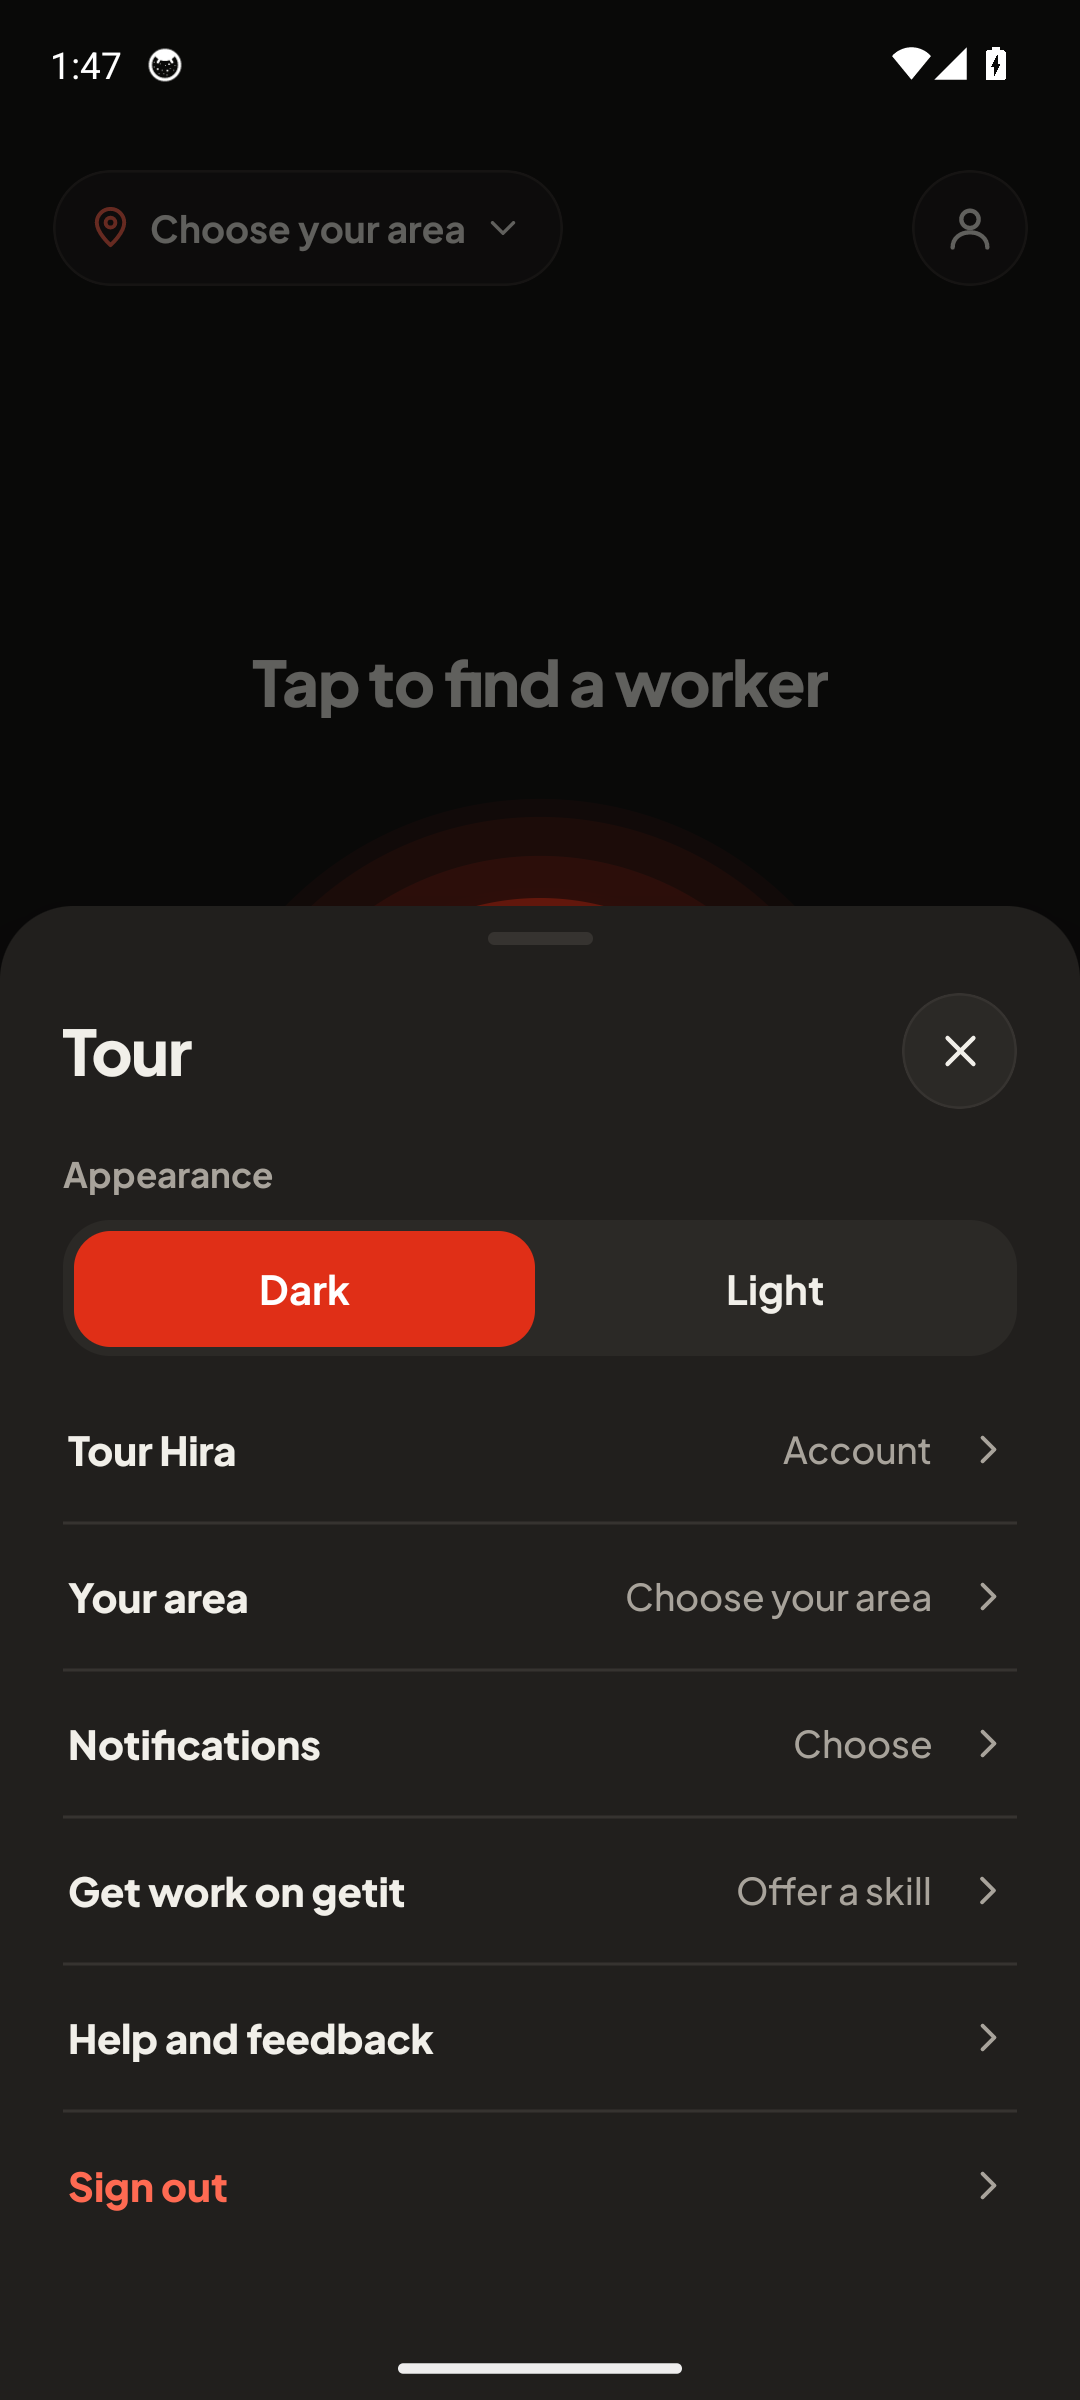 1:47
Choose your area
Tap to find a worker
Tour
Appearance
Dark
Light
Tour Hira
Account
Your area
Choose your area
Notifications
Choose
Get work on getit
Offer a skill
Help and feedback
Sign out